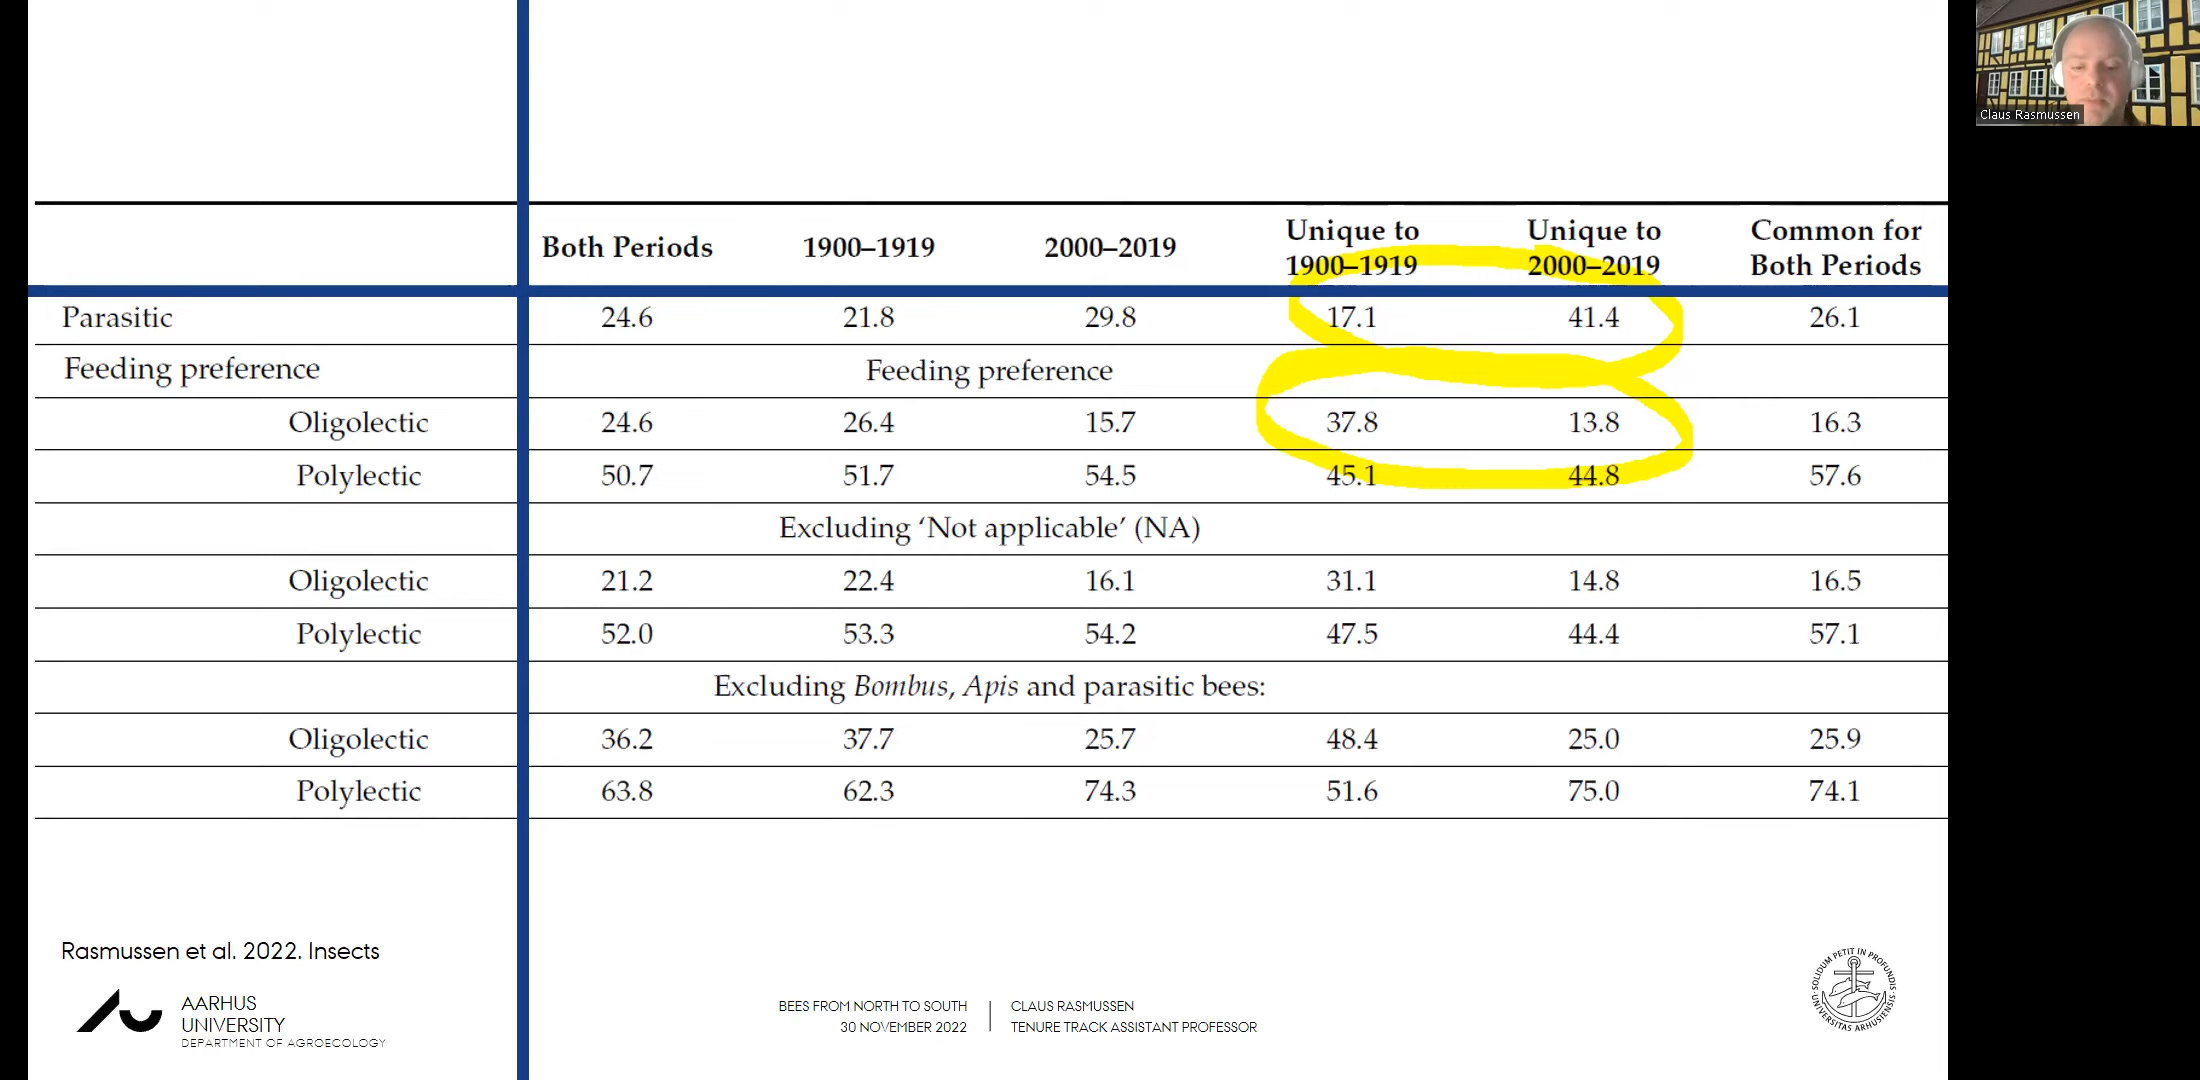 Claus Rasmussen
Both Periods 1900–1919 2000–2019 Unique to 1900–1919 Unique to 2000–2019 Common for Both Periods
Parasitic 24.6 21.8 29.8 17.1 41.4 26.1
Feeding preference Feeding preference
Oligolectic 24.6 26.4 15.7 37.8 13.8 16.3
Polylectic 50.7 51.7 54.5 45.1 44.8 57.6
Excluding ‘Not applicable’ (NA)
Oligolectic 21.2 22.4 16.1 31.1 14.8 16.5
Polylectic 52.0 53.3 54.2 47.5 44.4 57.1
Excluding Bombus, Apis and parasitic bees:
Oligolectic 36.2 37.7 25.7 48.4 25.0 25.9
Polylectic 63.8 62.3 74.3 51.6 75.0 74.1
Rasmussen et al. 2022. Insects
AARHUS
UNIVERSITY
DEPARTMENT OF AGROECOLOGY
BEES FROM NORTH TO SOUTH
30 NOVEMBER 2022
CLAUS RASMUSSEN
TENURE TRACK ASSISTANT PROFESSOR
SOLIDUM PETIT IN PROFUNDIS
UNIVERSITAS ARHUSIENSIS